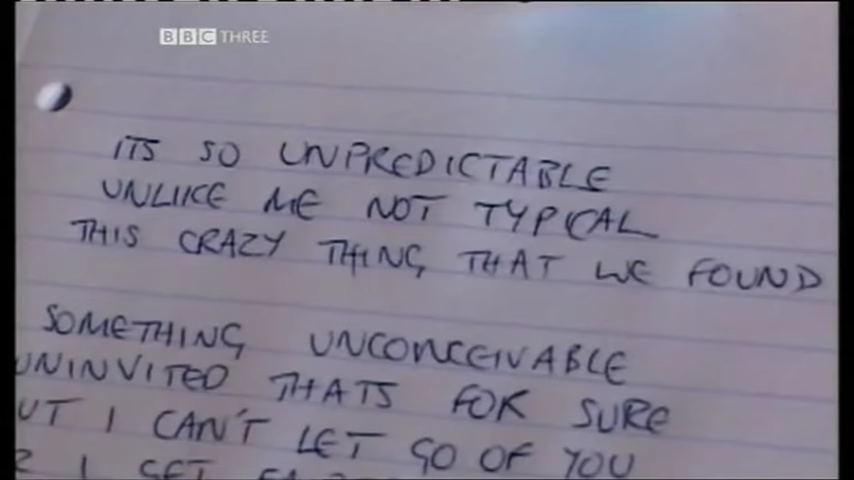 BBC THREE
ITS SO UNPREDICTABLE
UNLIKE ME NOT TYPICAL
THIS CRAZY THING THAT WE FOUND
SOMETHING UNCONCEIVABLE
UNINVITED THATS FOR SURE
UT I CAN'T LET GO OF YOU
I GET